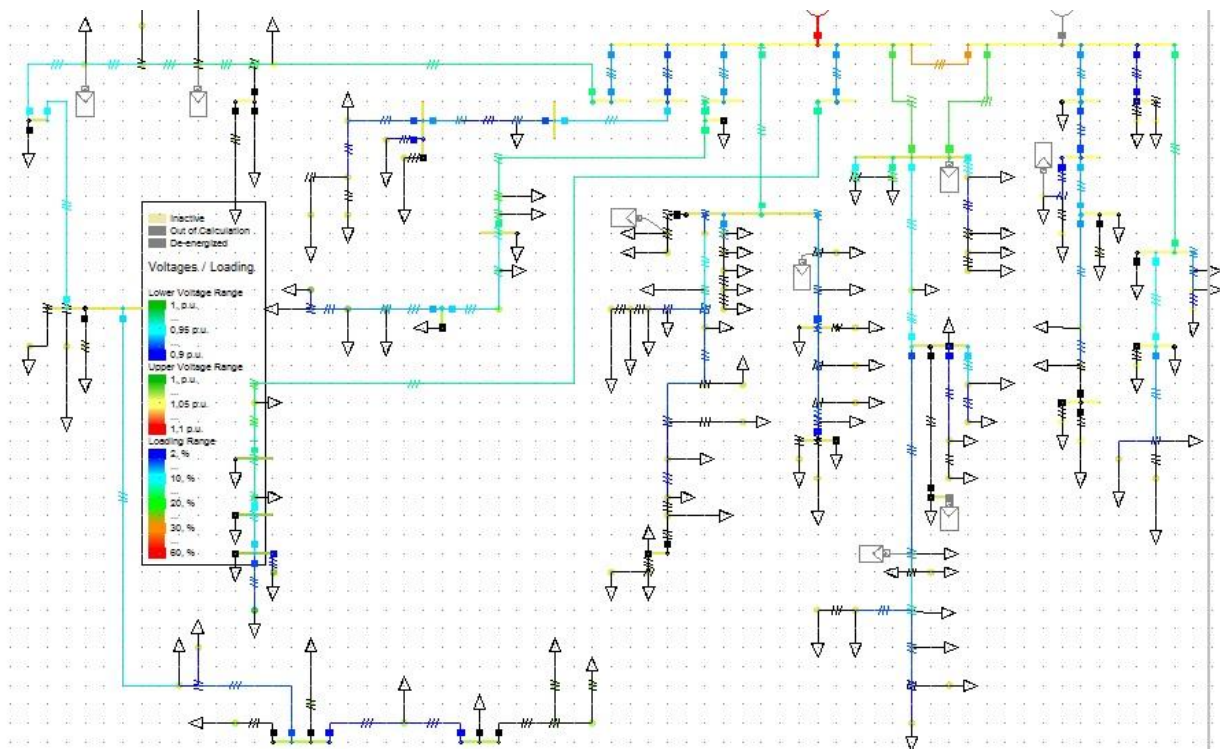 Inactive
Out of Calculation
De-energized
Voltages / Loading
Lower Voltage Range
1, p.u.
...
0,95 p.u.
...
0,9 p.u.
Upper Voltage Range
1, p.u.
...
1,05 p.u.
...
1,1 p.u.
Loading Range
2, %
...
10, %
...
20, %
...
30, %
...
60, %